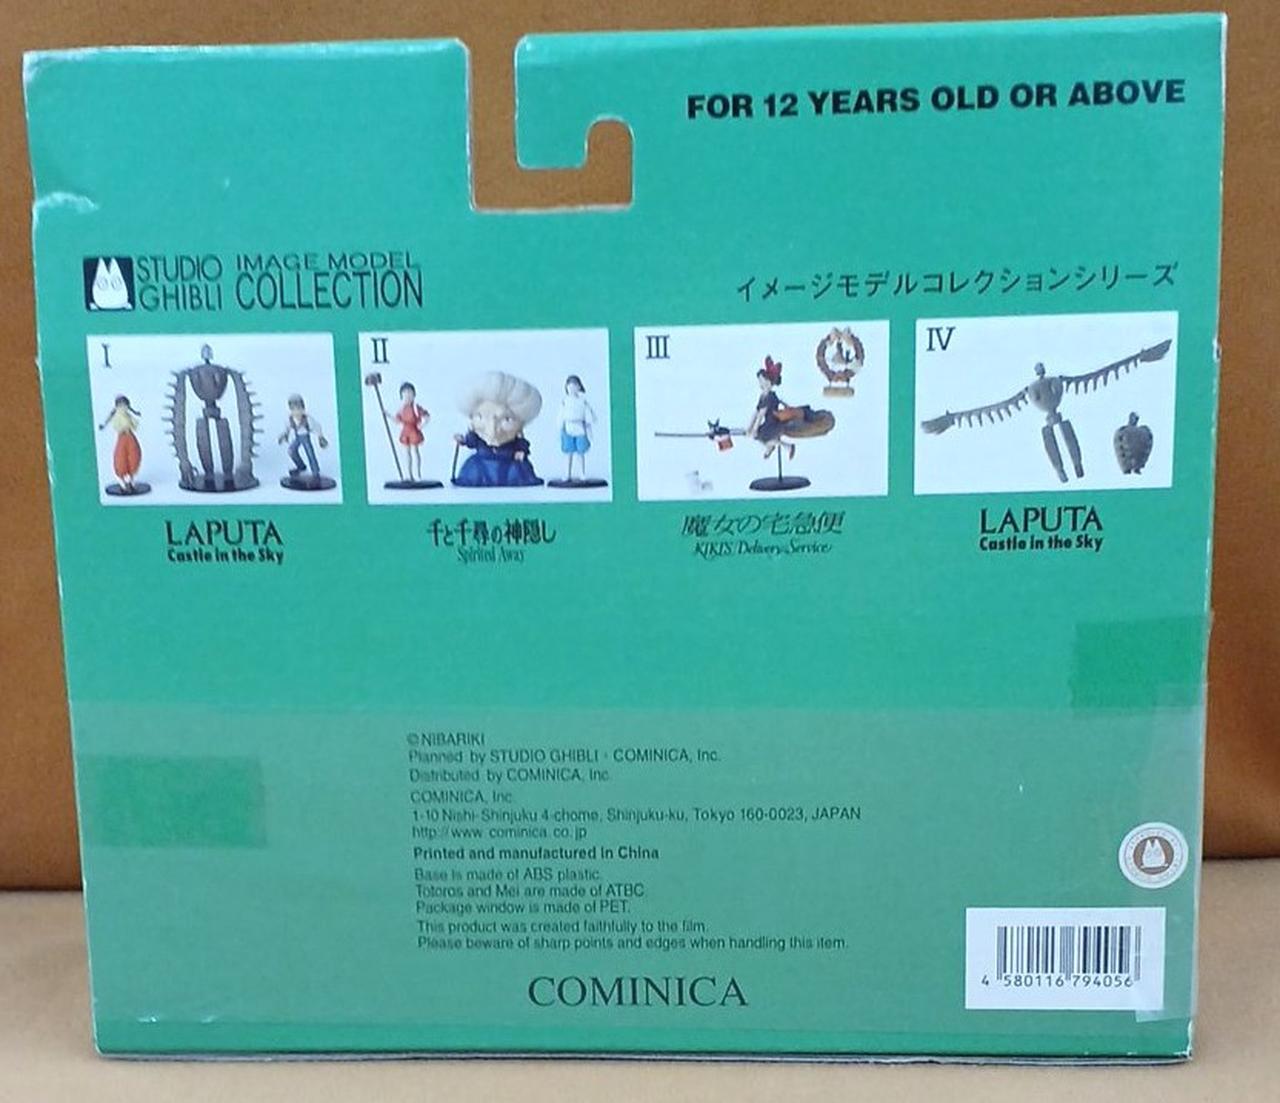 FOR 12 YEARS OLD OR ABOVE
STUDIO GHIBLI IMAGE MODEL COLLECTION
イメージモデルコレクションシリーズ
I
II
III
IV
LAPUTA
Castle in the Sky
千と千尋の神隠し
Spirited Away
魔女の宅急便
KIKI'S Delivery Service
LAPUTA
Castle in the Sky
© NIBARIKI
Planned by STUDIO GHIBLI・COMINICA, Inc.
Distributed by COMINICA, Inc.
COMINICA, Inc.
1-10 Nishi-Shinjuku 4-chome, Shinjuku-ku, Tokyo 160-0023, JAPAN
http://www.cominica.co.jp
Printed and manufactured in China
Base is made of ABS plastic.
Totoros and Mei are made of ATBC.
Package window is made of PET.
This product was created faithfully to the film.
Please beware of sharp points and edges when handling this item.
COMINICA
4 580116 794056